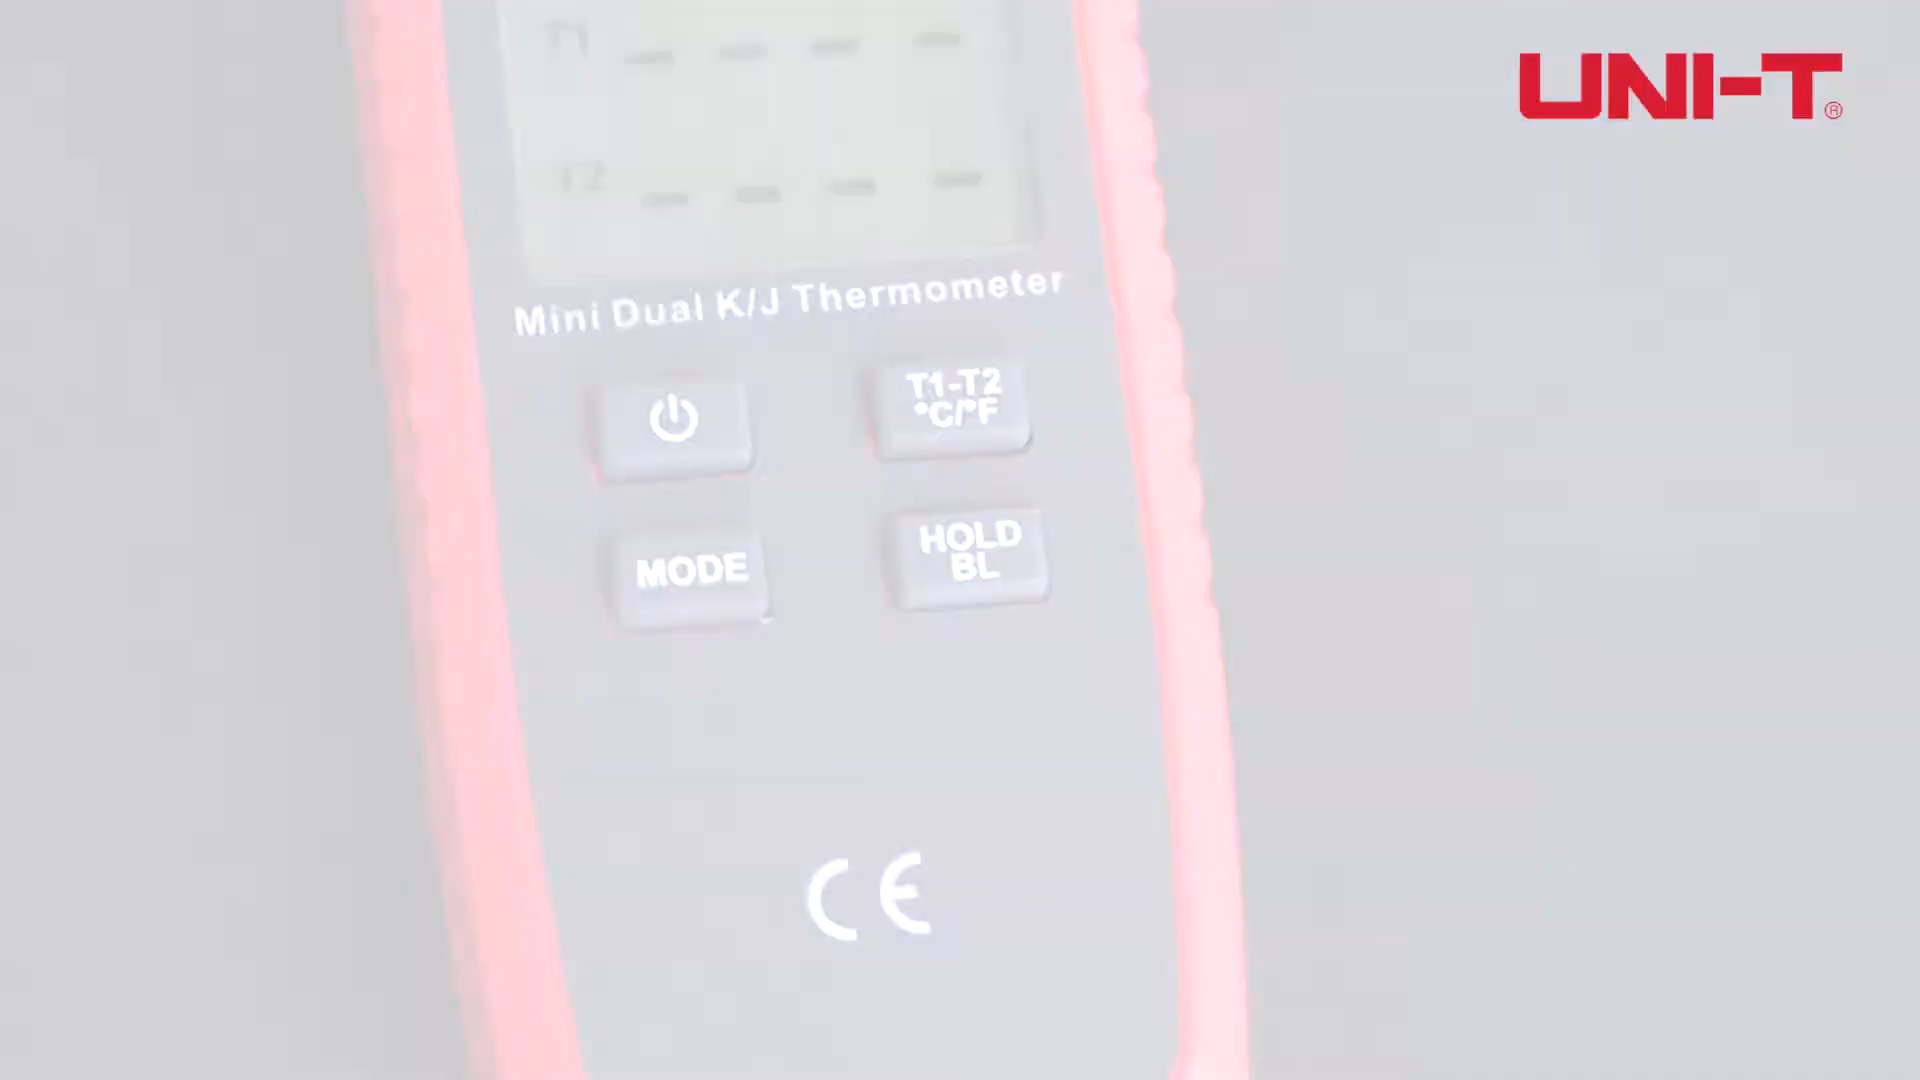 UNI-T®
T1 ----
T2 ----
Mini Dual K/J Thermometer
T1-T2
°C/°F
MODE
HOLD
BL
CE